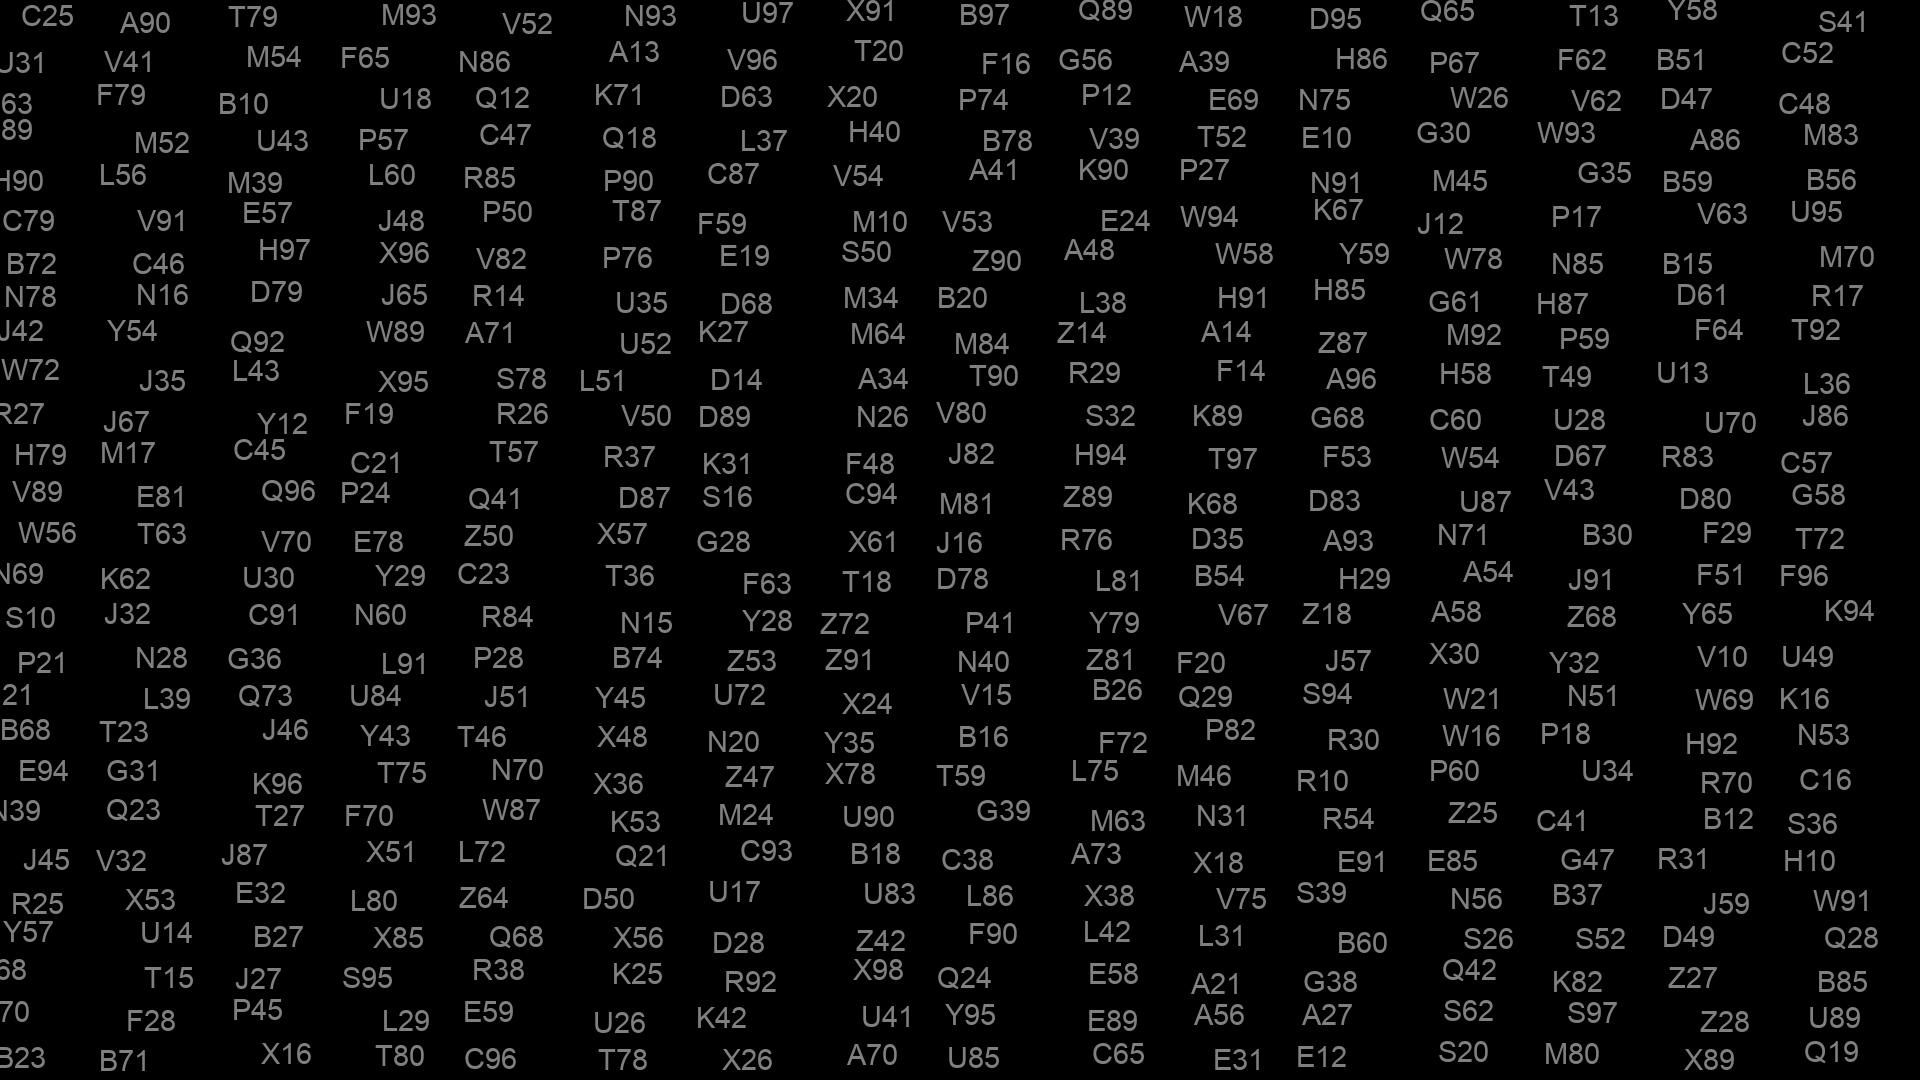 C25 A90 T79 M93 V52 N93 U97 X91 B97 Q89 W18 D95 Q65 T13 Y58 S41
U31 V41 M54 F65 N86 A13 V96 T20 F16 G56 A39 H86 P67 F62 B51 C52
63 F79 B10 U18 Q12 K71 D63 X20 P74 P12 E69 N75 W26 V62 D47 C48
89 M52 U43 P57 C47 Q18 L37 H40 B78 V39 T52 E10 G30 W93 A86 M83
H90 L56 M39 L60 R85 P90 C87 V54 A41 K90 P27 N91 M45 G35 B59 B56
C79 V91 E57 J48 P50 T87 F59 M10 V53 E24 W94 K67 J12 P17 V63 U95
B72 C46 H97 X96 V82 P76 E19 S50 Z90 A48 W58 Y59 W78 N85 B15 M70
N78 N16 D79 J65 R14 U35 D68 M34 B20 L38 H91 H85 G61 H87 D61 R17
J42 Y54 Q92 W89 A71 U52 K27 M64 M84 Z14 A14 Z87 M92 P59 F64 T92
W72 J35 L43 X95 S78 L51 D14 A34 T90 R29 F14 A96 H58 T49 U13 L36
R27 J67 Y12 F19 R26 V50 D89 N26 V80 S32 K89 G68 C60 U28 U70 J86
H79 M17 C45 C21 T57 R37 K31 F48 J82 H94 T97 F53 W54 D67 R83 C57
V89 E81 Q96 P24 Q41 D87 S16 C94 M81 Z89 K68 D83 U87 V43 D80 G58
W56 T63 V70 E78 Z50 X57 G28 X61 J16 R76 D35 A93 N71 B30 F29 T72
N69 K62 U30 Y29 C23 T36 F63 T18 D78 L81 B54 H29 A54 J91 F51 F96
S10 J32 C91 N60 R84 N15 Y28 Z72 P41 Y79 V67 Z18 A58 Z68 Y65 K94
P21 N28 G36 L91 P28 B74 Z53 Z91 N40 Z81 F20 J57 X30 Y32 V10 U49
21 L39 Q73 U84 J51 Y45 U72 X24 V15 B26 Q29 S94 W21 N51 W69 K16
B68 T23 J46 Y43 T46 X48 N20 Y35 B16 F72 P82 R30 W16 P18 H92 N53
E94 G31 K96 T75 N70 X36 Z47 X78 T59 L75 M46 R10 P60 U34 R70 C16
N39 Q23 T27 F70 W87 K53 M24 U90 G39 M63 N31 R54 Z25 C41 B12 S36
J45 V32 J87 X51 L72 Q21 C93 B18 C38 A73 X18 E91 E85 G47 R31 H10
R25 X53 E32 L80 Z64 D50 U17 U83 L86 X38 V75 S39 N56 B37 J59 W91
Y57 U14 B27 X85 Q68 X56 D28 Z42 F90 L42 L31 B60 S26 S52 D49 Q28
68 T15 J27 S95 R38 K25 R92 X98 Q24 E58 A21 G38 Q42 K82 Z27 B85
70 F28 P45 L29 E59 U26 K42 U41 Y95 E89 A56 A27 S62 S97 Z28 U89
B23 B71 X16 T80 C96 T78 X26 A70 U85 C65 E31 E12 S20 M80 X89 Q19